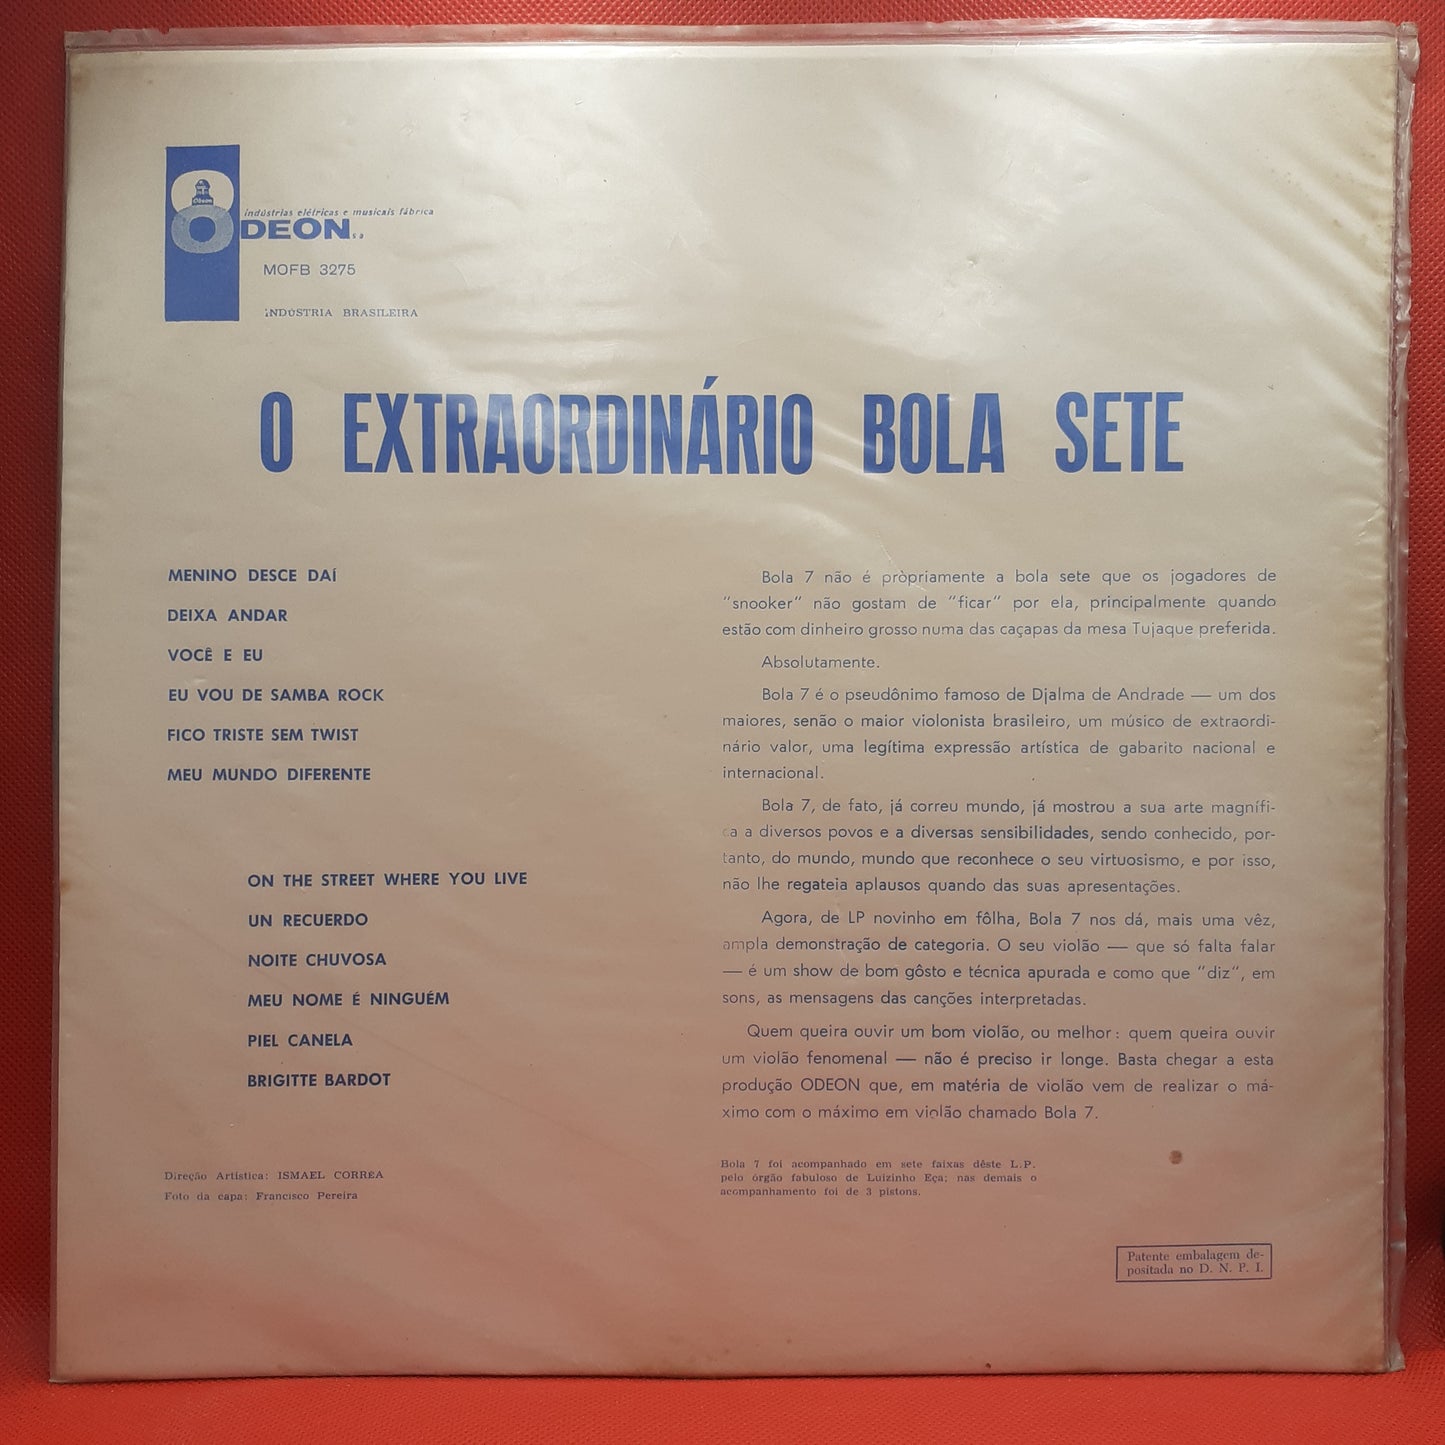 Odeon
indústrias elétricas e musicais fábrica
ODEON S A
MOFB 3275
INDÚSTRIA BRASILEIRA
O EXTRAORDINÁRIO BOLA SETE
MENINO DESCE DAÍ
DEIXA ANDAR
VOCÊ E EU
EU VOU DE SAMBA ROCK
FICO TRISTE SEM TWIST
MEU MUNDO DIFERENTE
ON THE STREET WHERE YOU LIVE
UN RECUERDO
NOITE CHUVOSA
MEU NOME É NINGUÉM
PIEL CANELA
BRIGITTE BARDOT
Direção Artística: ISMAEL CORRÊA
Foto da capa: Francisco Pereira
Bola 7 não é pròpriamente a bola sete que os jogadores de
"snooker" não gostam de "ficar" por ela, principalmente quando
estão com dinheiro grosso numa das caçapas da mesa Tujaque preferida.
Absolutamente.
Bola 7 é o pseudônimo famoso de Djalma de Andrade — um dos
maiores, senão o maior violonista brasileiro, um músico de extraordi-
nário valor, uma legítima expressão artística de gabarito nacional e
internacional.
Bola 7, de fato, já correu mundo, já mostrou a sua arte magnífi-
ca a diversos povos e a diversas sensibilidades, sendo conhecido, por-
tanto, do mundo, mundo que reconhece o seu virtuosismo, e por isso,
não lhe regateia aplausos quando das suas apresentações.
Agora, de LP novinho em fôlha, Bola 7 nos dá, mais uma vêz,
ampla demonstração de categoria. O seu violão — que só falta falar
— é um show de bom gôsto e técnica apurada e como que "diz", em
sons, as mensagens das canções interpretadas.
Quem queira ouvir um bom violão, ou melhor: quem queira ouvir
um violão fenomenal — não é preciso ir longe. Basta chegar a esta
produção ODEON que, em matéria de violão vem de realizar o má-
ximo com o máximo em violão chamado Bola 7.
Bola 7 foi acompanhado em sete faixas dêste L.P.
pelo órgão fabuloso de Luizinho Eça; nas demais o
acompanhamento foi de 3 pistons.
Patente embalagem de-
positada no D. N. P. I.